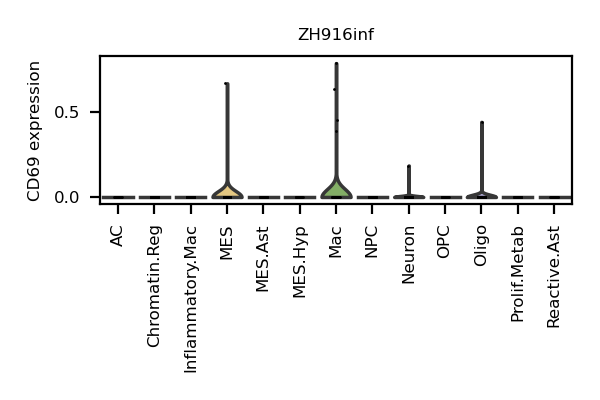 ZH916inf
CD69 expression
0.5
0.0
AC
Chromatin.Reg
Inflammatory.Mac
MES
MES.Ast
MES.Hyp
Mac
NPC
Neuron
OPC
Oligo
Prolif.Metab
Reactive.Ast